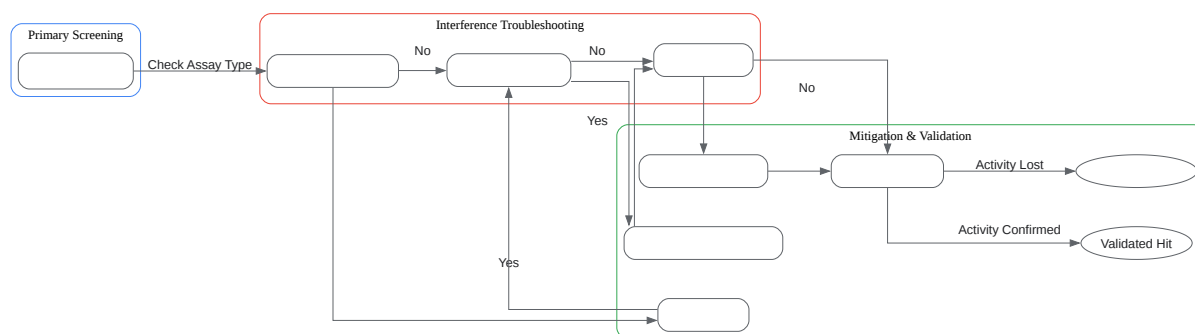 Interference Troubleshooting
Primary Screening
No
No
Check Assay Type
No
Yes
Mitigation & Validation
Activity Lost
Activity Confirmed
Validated Hit
Yes